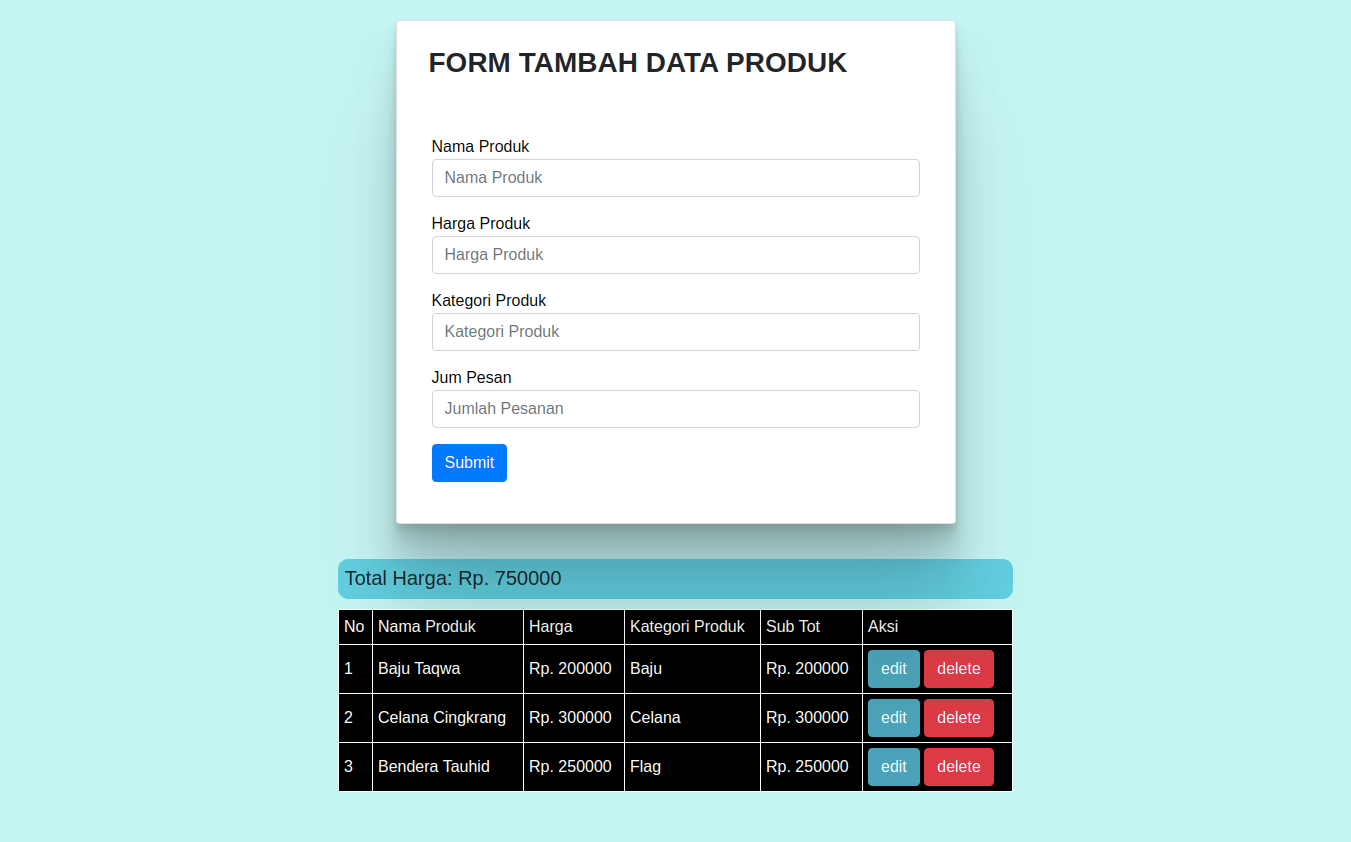 FORM TAMBAH DATA PRODUK
Nama Produk
Nama Produk
Harga Produk
Harga Produk
Kategori Produk
Kategori Produk
Jum Pesan
Jumlah Pesanan
Submit
Total Harga: Rp. 750000
No Nama Produk Harga Kategori Produk Sub Tot Aksi
1 Baju Taqwa Rp. 200000 Baju Rp. 200000 edit delete
2 Celana Cingkrang Rp. 300000 Celana Rp. 300000 edit delete
3 Bendera Tauhid Rp. 250000 Flag Rp. 250000 edit delete